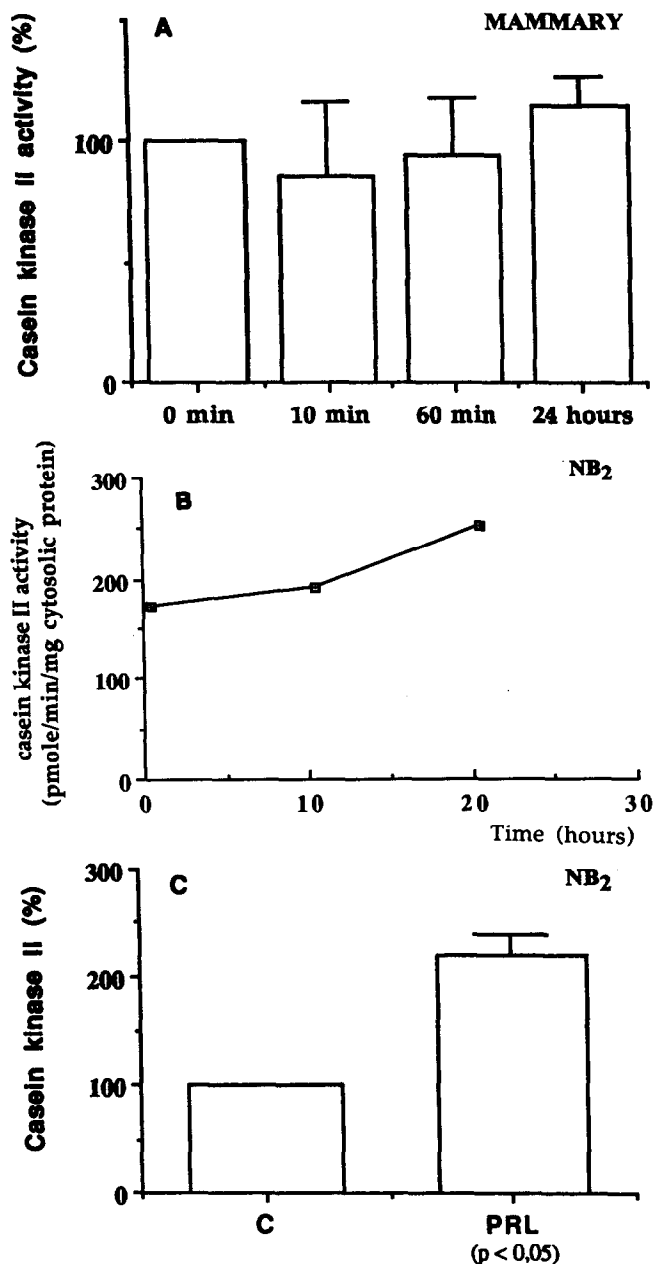 A
MAMMARY
Casein kinase II activity (%)
100
0
0 min 10 min 60 min 24 hours
B
NB2
casein kinase II activity
(pmole/min/mg cytosolic protein)
300
200
100
0
0 10 20 30
Time (hours)
C
NB2
Casein kinase II (%)
300
200
100
0
C PRL
(p < 0,05)